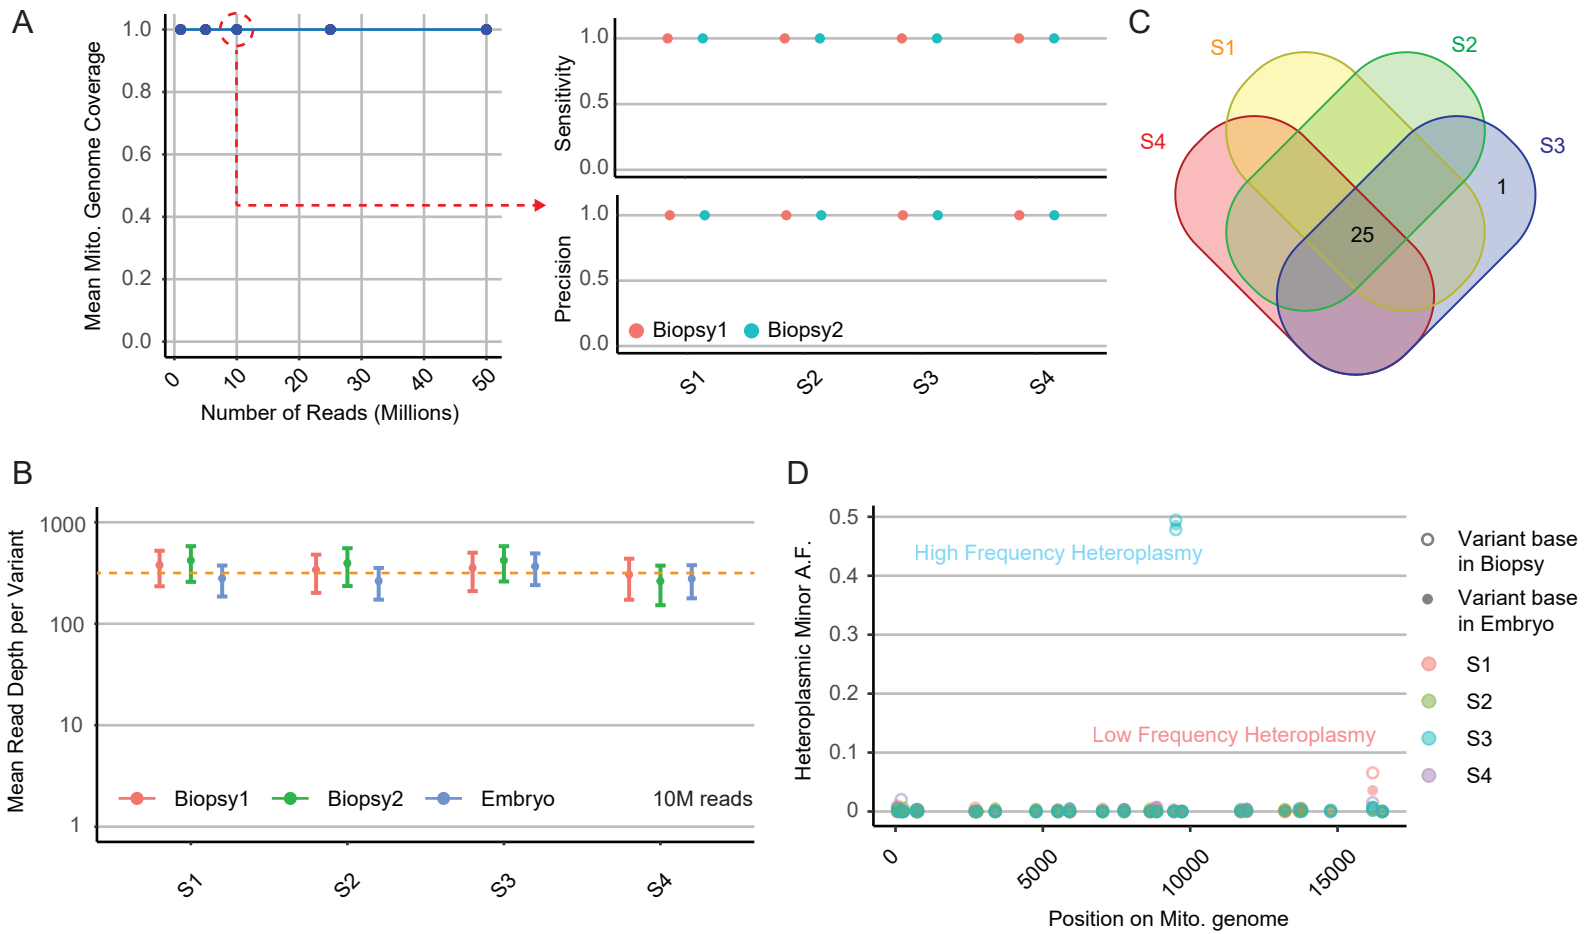 A
Mean Mito. Genome Coverage
1.0
0.8
0.6
0.4
0.2
0.0
0
10
20
30
40
50
Number of Reads (Millions)
Sensitivity
1.0
0.5
0.0
Precision
1.0
0.5
0.0
Biopsy1
Biopsy2
S1
S2
S3
S4
C
S1
S2
S4
S3
1
25
B
Mean Read Depth per Variant
1000
100
10
1
Biopsy1
Biopsy2
Embryo
10M reads
S1
S2
S3
S4
D
Heteroplasmic Minor A.F.
0.5
0.4
0.3
0.2
0.1
0
High Frequency Heteroplasmy
Low Frequency Heteroplasmy
0
5000
10000
15000
Position on Mito. genome
Variant base
in Biopsy
Variant base
in Embryo
S1
S2
S3
S4